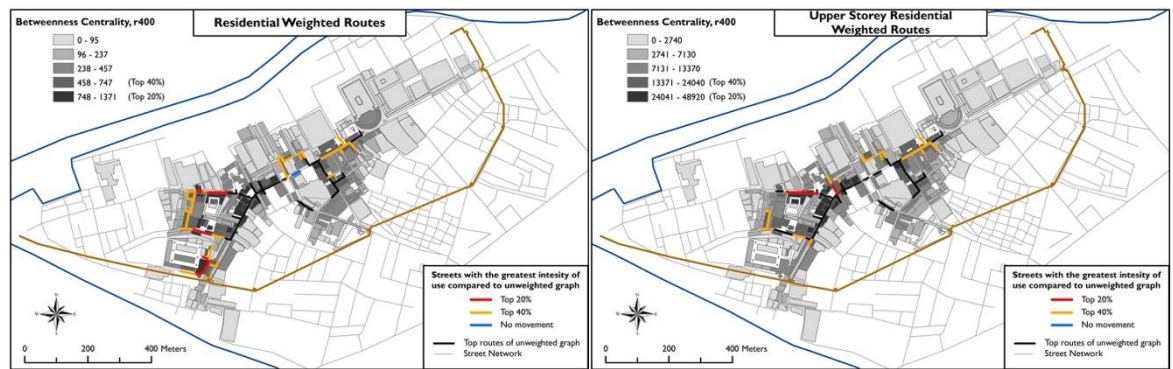 Betweenness Centrality, r400
0 - 95
96 - 237
238 - 457
458 - 747 (Top 40%)
748 - 1371 (Top 20%)
Residential Weighted Routes
Streets with the greatest intesity of
use compared to unweighted graph
Top 20%
Top 40%
No movement
Top routes of unweighted graph
Street Network
N
W
E
S
0 200 400 Meters
Betweenness Centrality, r400
0 - 2740
2741 - 7130
7131 - 13370
13371 - 24040 (Top 40%)
24041 - 48920 (Top 20%)
Upper Storey Residential
Weighted Routes
Streets with the greatest intesity of
use compared to unweighted graph
Top 20%
Top 40%
No movement
Top routes of unweighted graph
Street Network
N
W
E
S
0 200 400 Meters